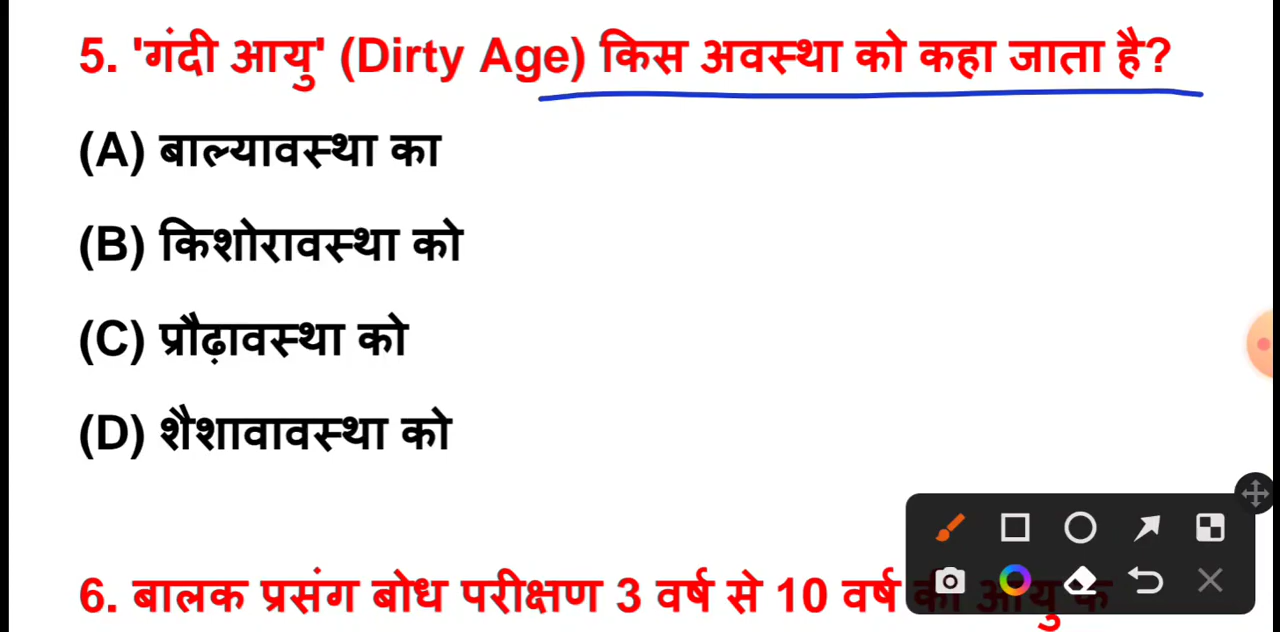 5. 'गंदी आयु' (Dirty Age) किस अवस्था को कहा जाता है?
(A) बाल्यावस्था का
(B) किशोरावस्था को
(C) प्रौढ़ावस्था को
(D) शैशावावस्था को
6. बालक प्रसंग बोध परीक्षण 3 वर्ष से 10 वर्ष की आयु क